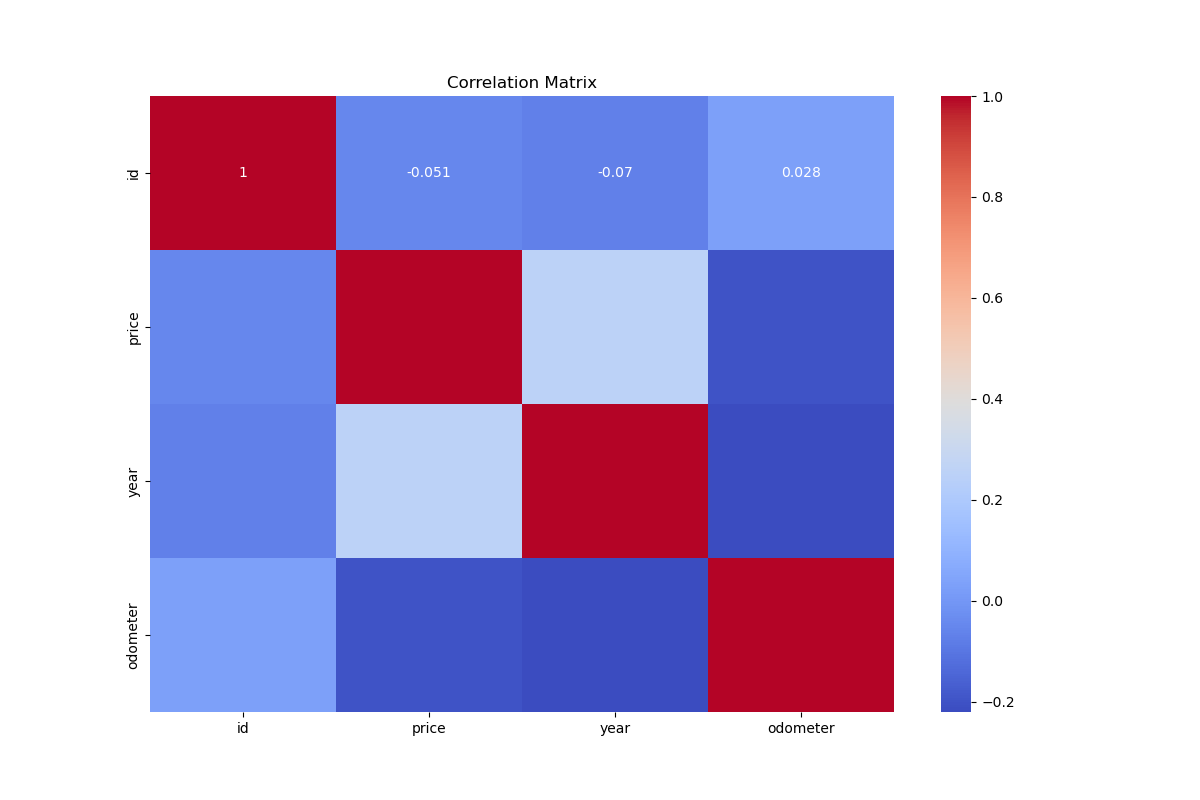 Correlation Matrix
id
1
-0.051
-0.07
0.028
price
year
odometer
id
price
year
odometer
1.0
0.8
0.6
0.4
0.2
0.0
−0.2